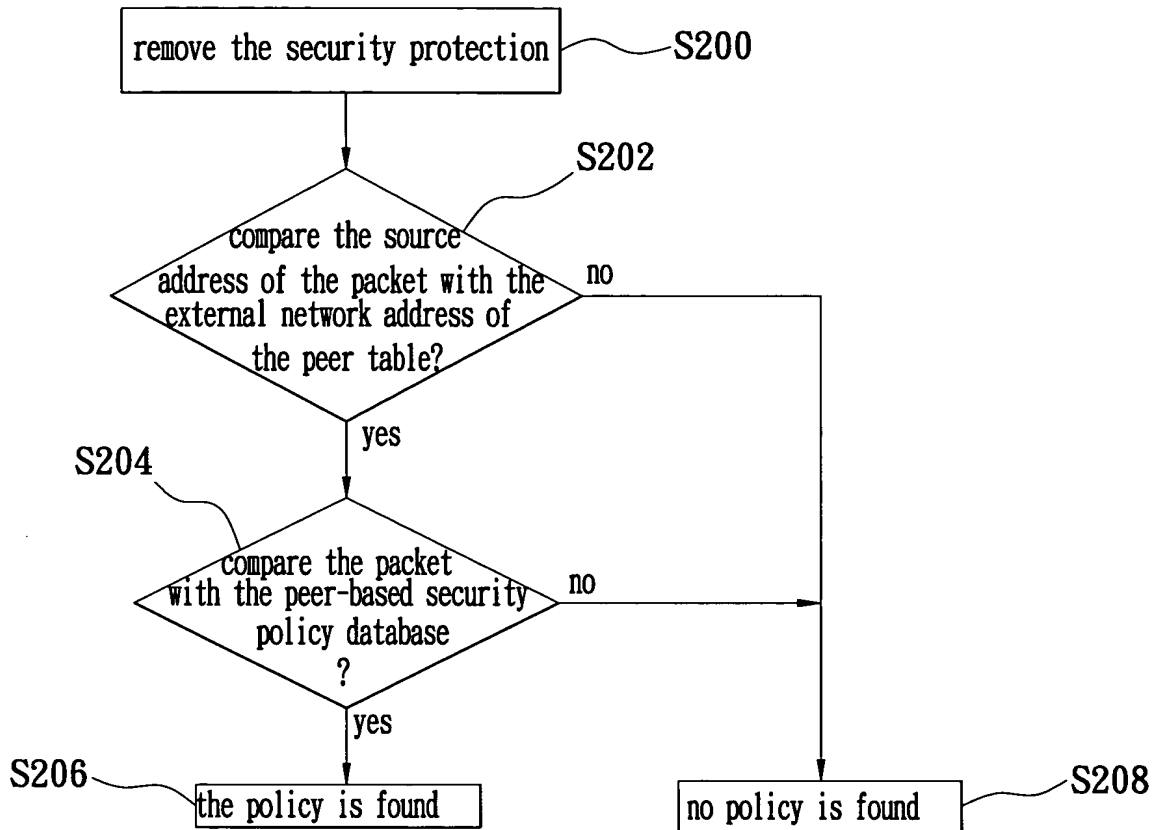 remove the security protection
S200
S202
compare the source
address of the packet with the
external network address of
the peer table?
no
yes
S204
compare the packet
with the peer-based security
policy database
?
no
yes
S206
the policy is found
no policy is found
S208